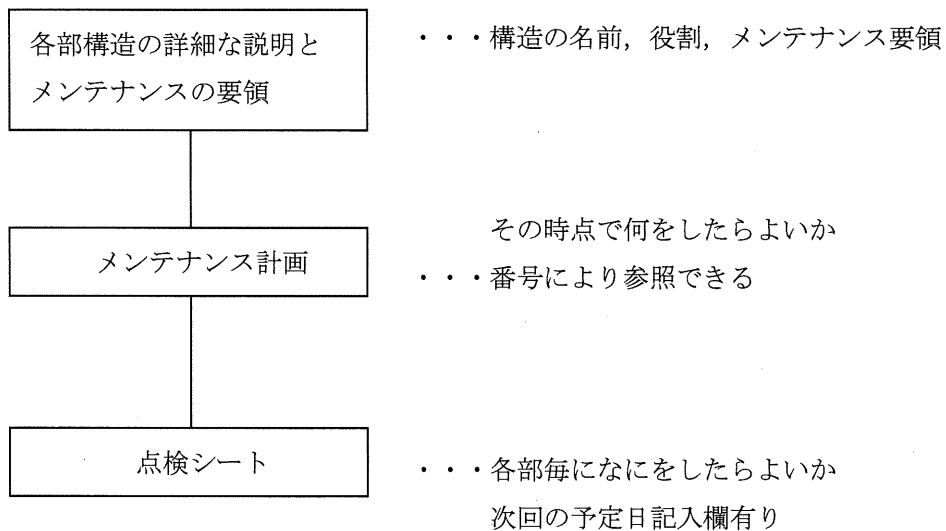 各部構造の詳細な説明と
メンテナンスの要領
・・・構造の名前，役割，メンテナンス要領
メンテナンス計画
その時点で何をしたらよいか
・・・番号により参照できる
点検シート
・・・各部毎になにをしたらよいか
次回の予定日記入欄有り